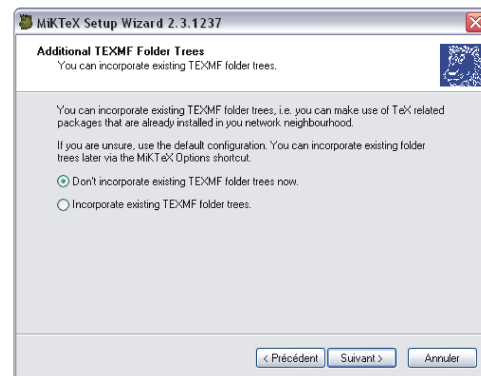 MiKTeX Setup Wizard 2.3.1237
Additional TEXMF Folder Trees
You can incorporate existing TEXMF folder trees.
You can incorporate existing TEXMF folder trees, i.e. you can make use of TeX related
packages that are already installed in you network neighbourhood.
If you are unsure, use the default configuration. You can incorporate existing folder
trees later via the MiKTeX Options shortcut.
Don't incorporate existing TEXMF folder trees now.
Incorporate existing TEXMF folder trees.
< Précédent
Suivant >
Annuler